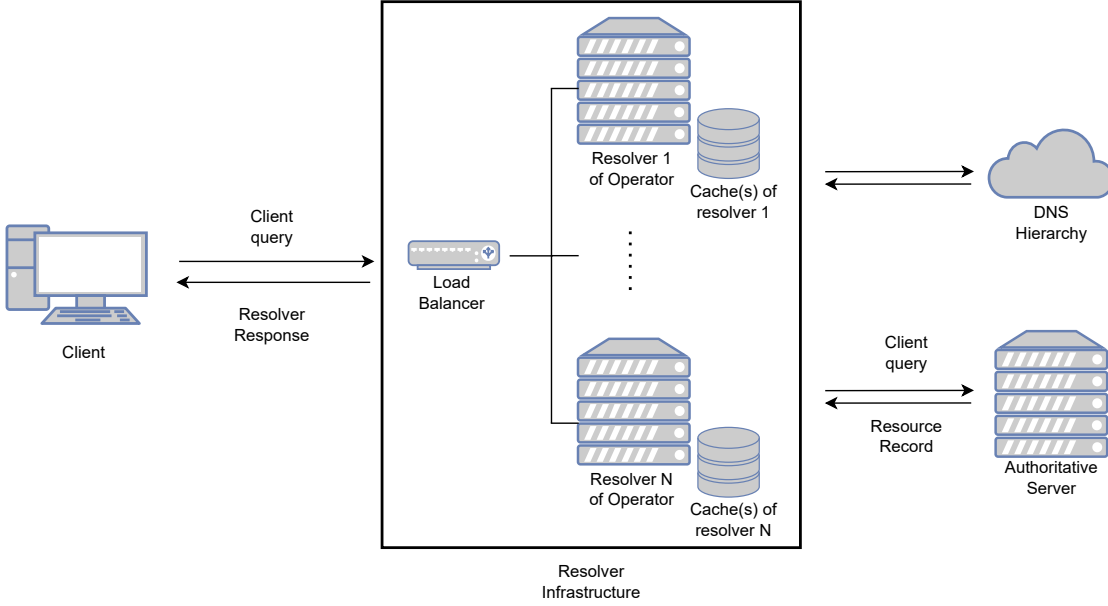 Resolver 1
of Operator
Cache(s) of
resolver 1
DNS
Hierarchy
Client
query
Load
Balancer
Resolver
Response
Client
Client
query
Resource
Record
Authoritative
Server
Resolver N
of Operator
Cache(s) of
resolver N
Resolver
Infrastructure